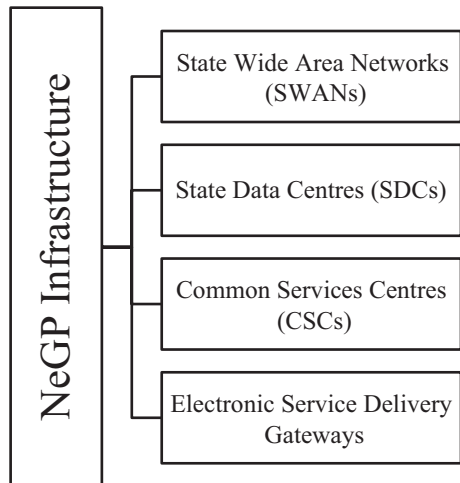 NeGP Infrastructure
State Wide Area Networks
(SWANs)
State Data Centres (SDCs)
Common Services Centres
(CSCs)
Electronic Service Delivery
Gateways